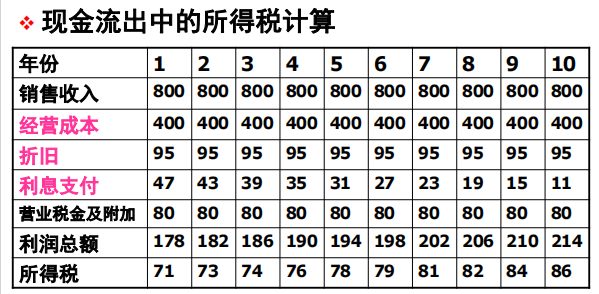 ❖ 现金流出中的所得税计算
年份 1 2 3 4 5 6 7 8 9 10
销售收入 800 800 800 800 800 800 800 800 800 800
经营成本 400 400 400 400 400 400 400 400 400 400
折旧 95 95 95 95 95 95 95 95 95 95
利息支付 47 43 39 35 31 27 23 19 15 11
营业税金及附加 80 80 80 80 80 80 80 80 80 80
利润总额 178 182 186 190 194 198 202 206 210 214
所得税 71 73 74 76 78 79 81 82 84 86